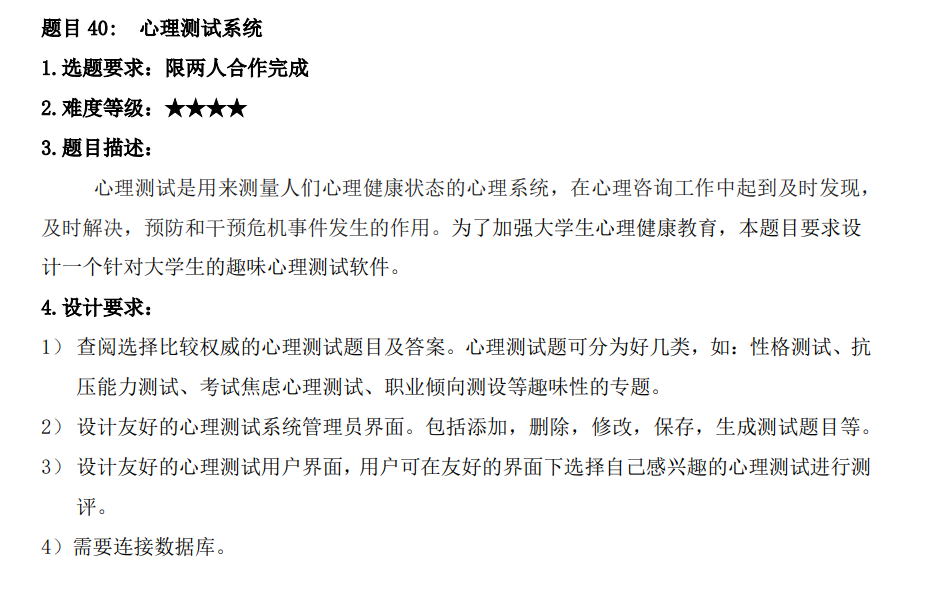 题目 40： 心理测试系统
1.选题要求：限两人合作完成
2.难度等级：★★★★
3.题目描述：
心理测试是用来测量人们心理健康状态的心理系统，在心理咨询工作中起到及时发现，
及时解决，预防和干预危机事件发生的作用。为了加强大学生心理健康教育，本题目要求设
计一个针对大学生的趣味心理测试软件。
4.设计要求：
1） 查阅选择比较权威的心理测试题目及答案。心理测试题可分为好几类，如：性格测试、抗
压能力测试、考试焦虑心理测试、职业倾向测设等趣味性的专题。
2） 设计友好的心理测试系统管理员界面。包括添加，删除，修改，保存，生成测试题目等。
3） 设计友好的心理测试用户界面，用户可在友好的界面下选择自己感兴趣的心理测试进行测
评。
4）需要连接数据库。